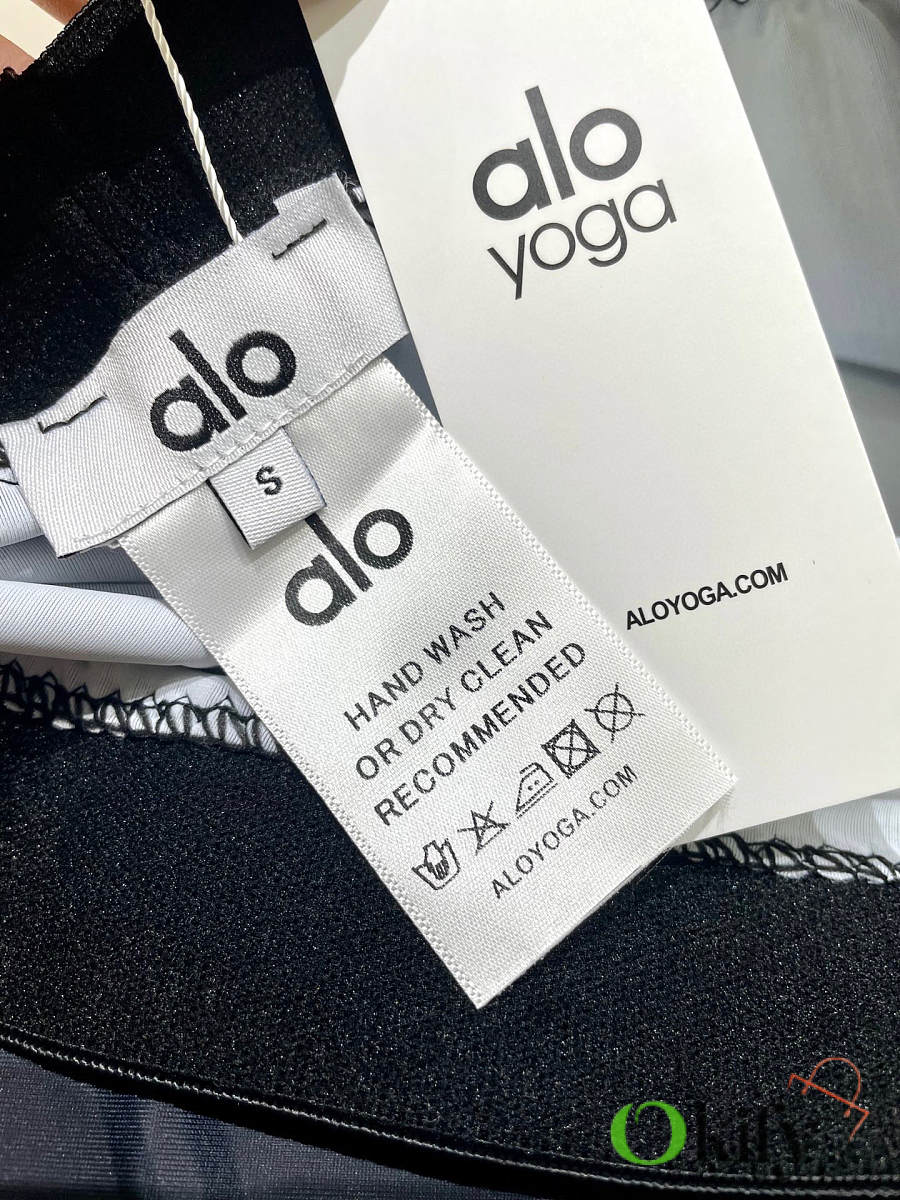 alo
yoga
ALOYOGA.COM
alo
S
alo
HAND WASH
OR DRY CLEAN
RECOMMENDED
ALOYOGA.COM